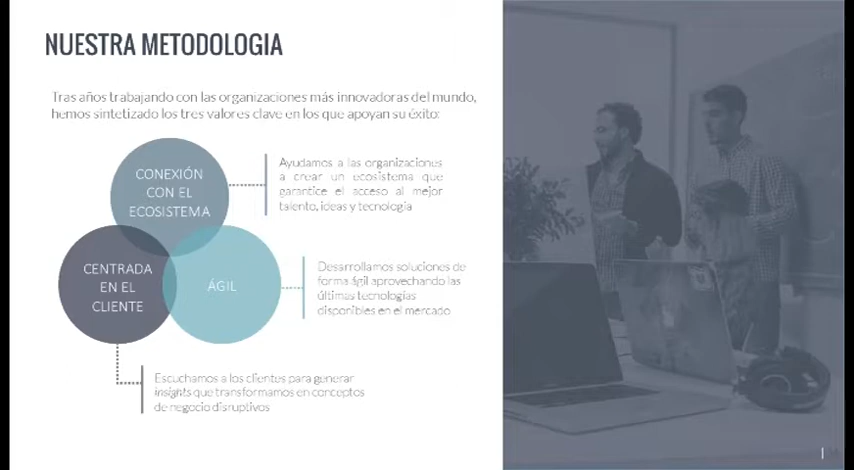 NUESTRA METODOLOGIA
Tras años trabajando con las organizaciones más innovadoras del mundo,
hemos sintetizado los tres valores clave en los que apoyan su éxito:
CONEXIÓN
CON EL
ECOSISTEMA
Ayudamos a las organizaciones
a crear un ecosistema que
garantice el acceso al mejor
talento, ideas y tecnología
CENTRADA
EN EL
CLIENTE
ÁGIL
Desarrollamos soluciones de
forma ágil aprovechando las
últimas tecnologías
disponibles en el mercado
Escuchamos a los clientes para generar
insights que transformamos en conceptos
de negocio disruptivos